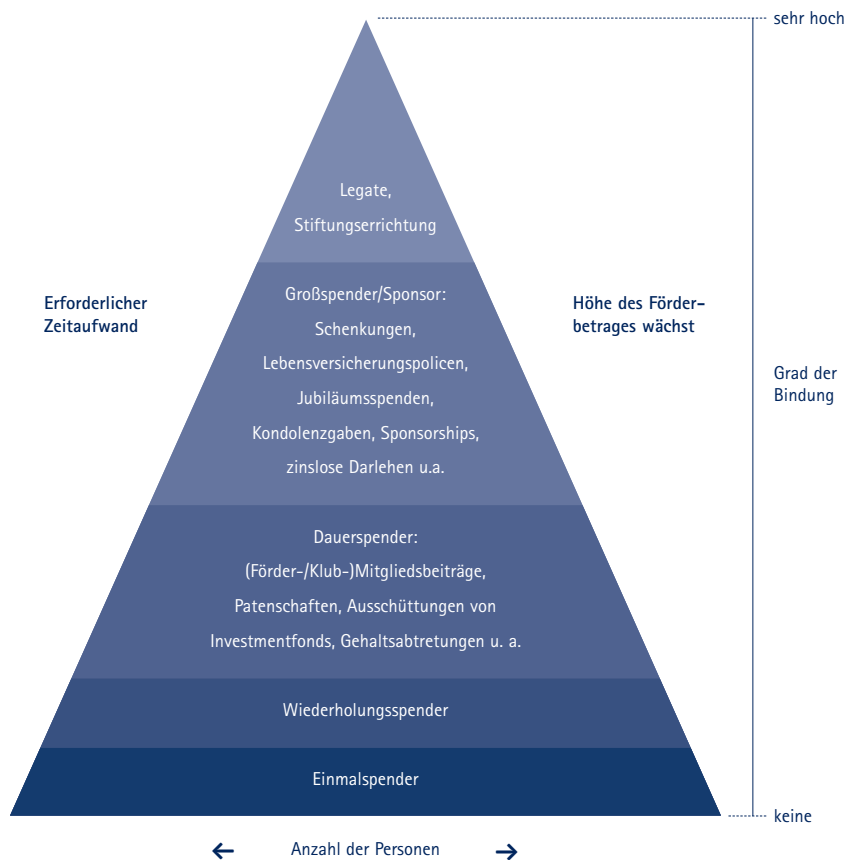 sehr hoch
Legate,
Stiftungserrichtung
Erforderlicher
Zeitaufwand
Großspender/Sponsor:
Schenkungen,
Lebensversicherungspolicen,
Jubiläumsspenden,
Kondolenzgaben, Sponsorships,
zinslose Darlehen u.a.
Höhe des Förder-
betrages wächst
Grad der
Bindung
Dauerspender:
(Förder-/Klub-)Mitgliedsbeiträge,
Patenschaften, Ausschüttungen von
Investmentfonds, Gehaltsabtretungen u. a.
Wiederholungsspender
Einmalspender
keine
← Anzahl der Personen →